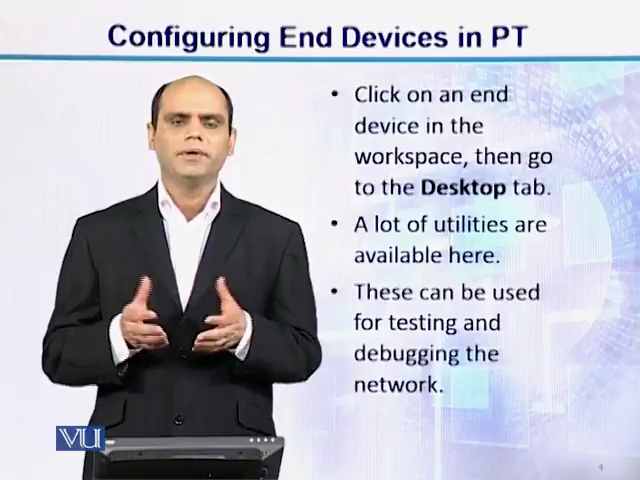 Configuring End Devices in PT
• Click on an end
device in the
workspace, then go
to the Desktop tab.
• A lot of utilities are
available here.
• These can be used
for testing and
debugging the
network.
VU
4